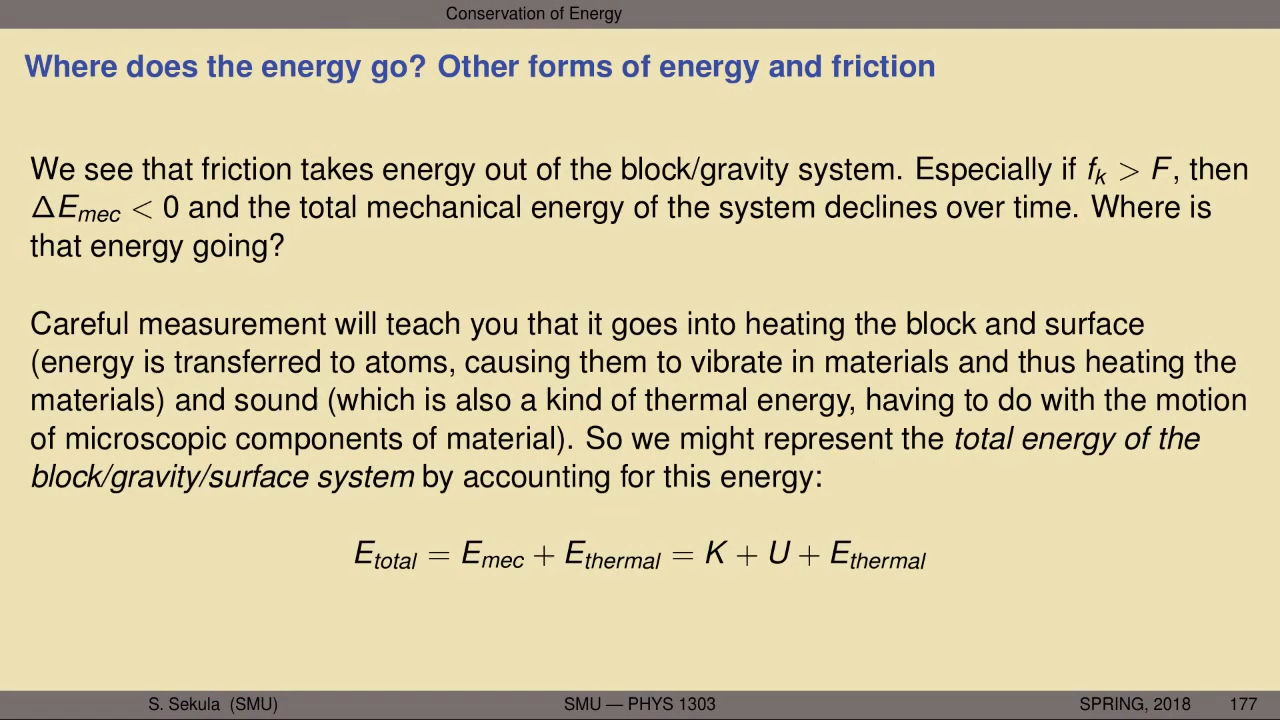 Conservation of Energy
Where does the energy go? Other forms of energy and friction
We see that friction takes energy out of the block/gravity system. Especially if fₖ > F, then
ΔE_mec < 0 and the total mechanical energy of the system declines over time. Where is
that energy going?
Careful measurement will teach you that it goes into heating the block and surface
(energy is transferred to atoms, causing them to vibrate in materials and thus heating the
materials) and sound (which is also a kind of thermal energy, having to do with the motion
of microscopic components of material). So we might represent the total energy of the
block/gravity/surface system by accounting for this energy:
E_total = E_mec + E_thermal = K + U + E_thermal
S. Sekula (SMU) SMU — PHYS 1303 SPRING, 2018 177